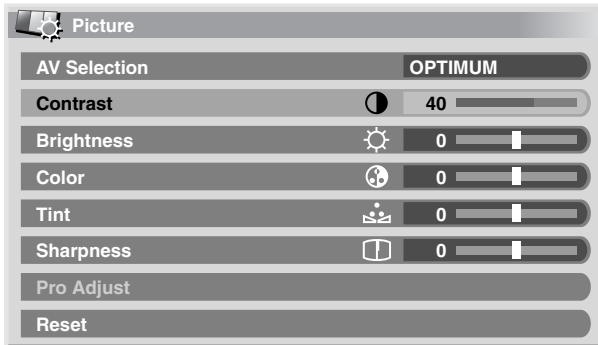 Picture
AV Selection OPTIMUM
Contrast 40
Brightness 0
Color 0
Tint 0
Sharpness 0
Pro Adjust
Reset